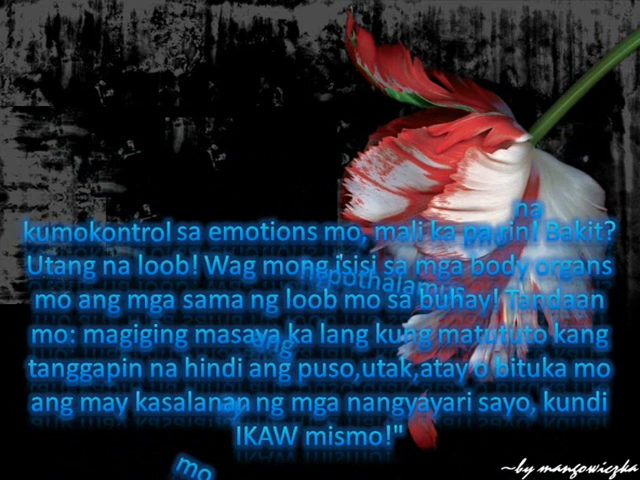 na
kumokontrol sa emotions mo, mali ka pa rin! Bakit?
Utang na loob! Wag mong isisi sa mga body organs
mo ang mga sama ng loob mo sa buhay! Tandaan
mo: magiging masaya ka lang kung matututo kang
tanggapin na hindi ang puso,utak,atay o bituka mo
ang may kasalanan ng mga nangyayari sayo, kundi
IKAW mismo!"
mo
~by mangowiczka